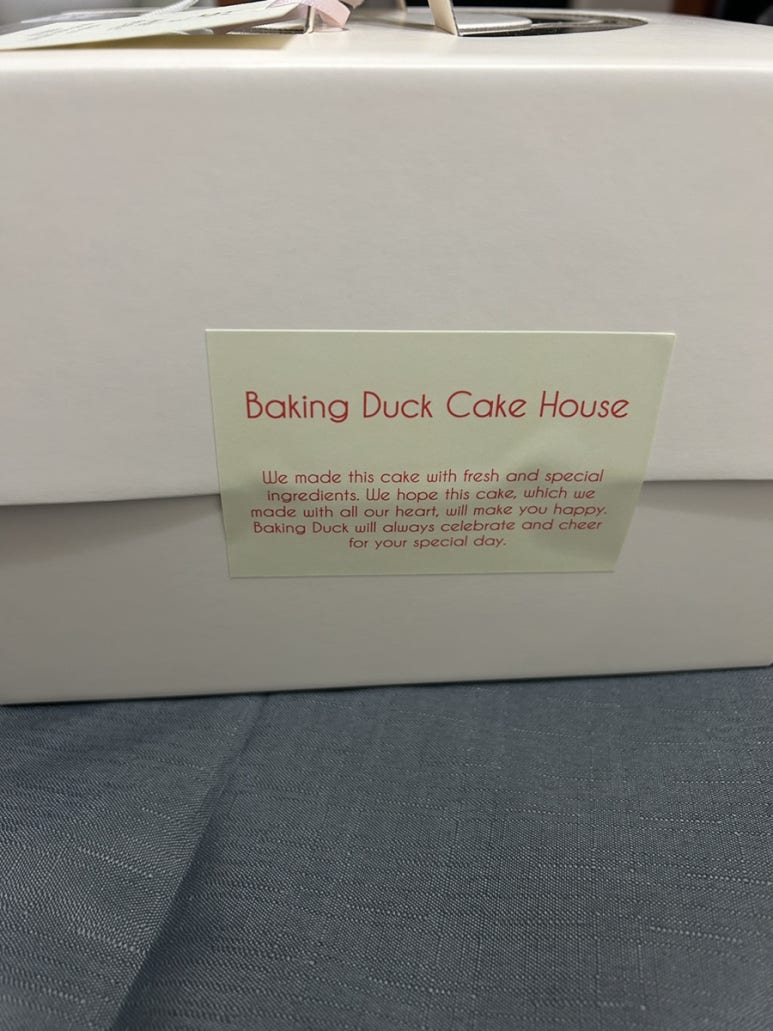 Baking Duck Cake House
We made this cake with fresh and special
ingredients. We hope this cake, which we
made with all our heart, will make you happy.
Baking Duck will always celebrate and cheer
for your special day.